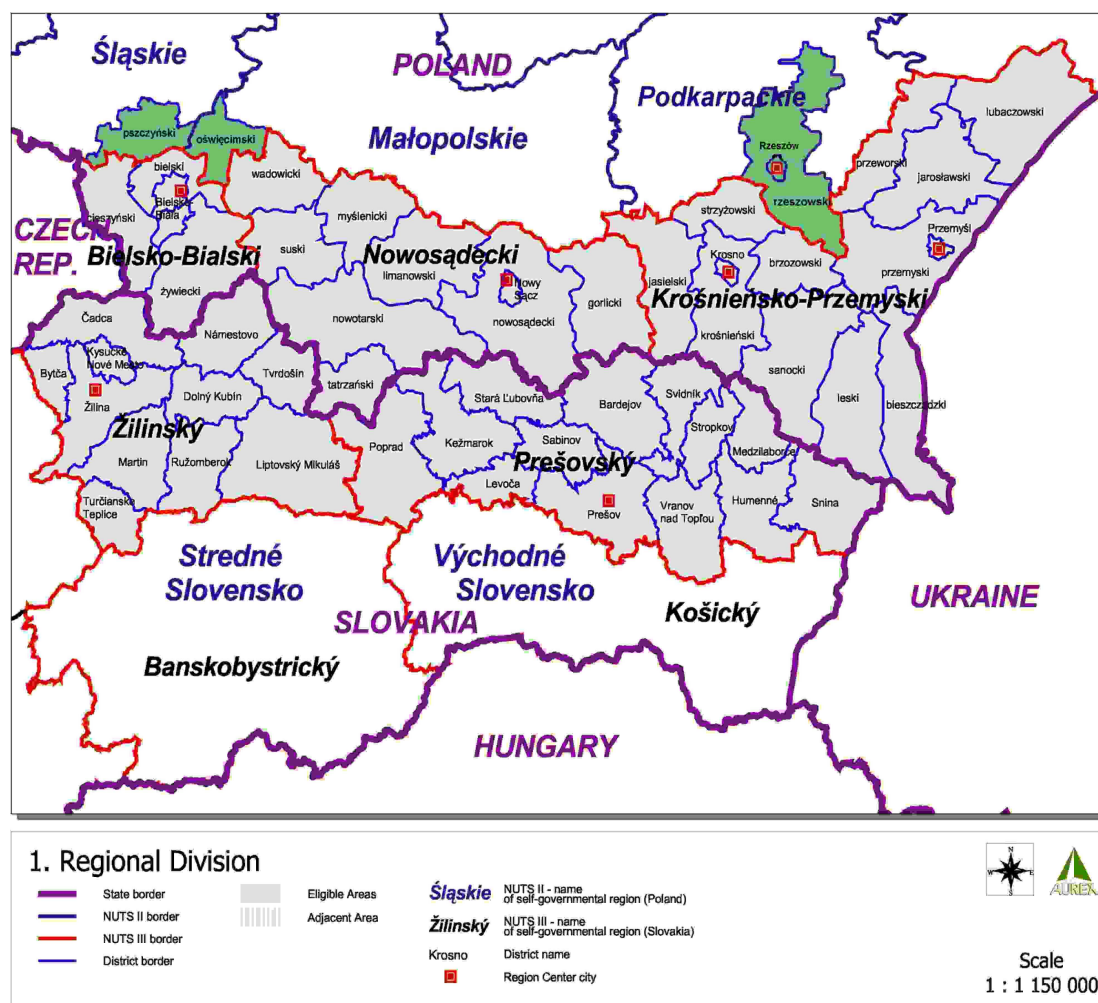 Śląskie
POLAND
Podkarpackie
Małopolskie
lubaczowski
pszczyński
oświęcimski
Rzeszów
przeworski
jarosławski
bielski
wadowicki
Bielsko-
Biała
cieszyński
rzeszowski
strzyżowski
myślenicki
Przemyśl
CZECH
REP.
Bielsko-Bialski
suski
Nowosądecki
limanowski
Krosno
brzozowski
przemyski
jasielski
Nowy
Sącz
gorlicki
Krośnieńsko-Przemyski
żywiecki
nowotarski
nowosądecki
Čadca
Námestovo
krośnieński
sanocki
Kysucké
Nové Mesto
Bytča
Tvrdošín
tatrzański
Dolný Kubín
Stará Ľubovňa
Bardejov
Svidník
leski
bieszczadzki
Žilina
Žilinský
Stropkov
Poprad
Kežmarok
Sabinov
Medzilaborce
Prešovský
Martin
Ružomberok
Liptovský Mikuláš
Levoča
Turčianske
Teplice
Prešov
Vranov
nad Topľou
Humenné
Snina
Stredné
Slovensko
Východné
Slovensko
UKRAINE
SLOVAKIA
Košický
Banskobystrický
HUNGARY
1. Regional Division
State border
NUTS II border
NUTS III border
District border
Eligible Areas
Adjacent Area
Śląskie
NUTS II - name
of self-governmental region (Poland)
Žilinský
NUTS III - name
of self-governmental region (Slovakia)
Krosno
District name
Region Center city
N
W
E
S
AUREX
Scale
1 : 1 150 000